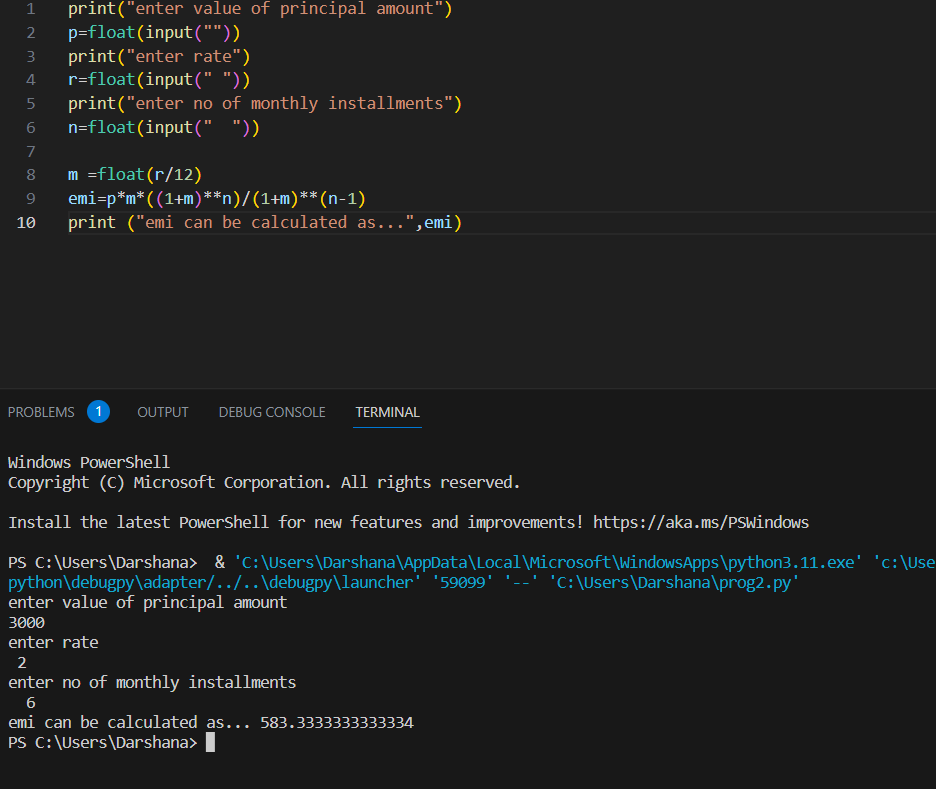 1 print("enter value of principal amount")
2 p=float(input(""))
3 print("enter rate")
4 r=float(input(" "))
5 print("enter no of monthly installments")
6 n=float(input("  "))
7
8 m =float(r/12)
9 emi=p*m*((1+m)**n)/(1+m)**(n-1)
10 print ("emi can be calculated as...",emi)
PROBLEMS 1 OUTPUT DEBUG CONSOLE TERMINAL
Windows PowerShell
Copyright (C) Microsoft Corporation. All rights reserved.
Install the latest PowerShell for new features and improvements! https://aka.ms/PSWindows
PS C:\Users\Darshana>  & 'C:\Users\Darshana\AppData\Local\Microsoft\WindowsApps\python3.11.exe' 'c:\Use
python\debugpy\adapter/../..\debugpy\launcher' '59099' '--' 'C:\Users\Darshana\prog2.py'
enter value of principal amount
3000
enter rate
 2
enter no of monthly installments
  6
emi can be calculated as... 583.3333333333334
PS C:\Users\Darshana>